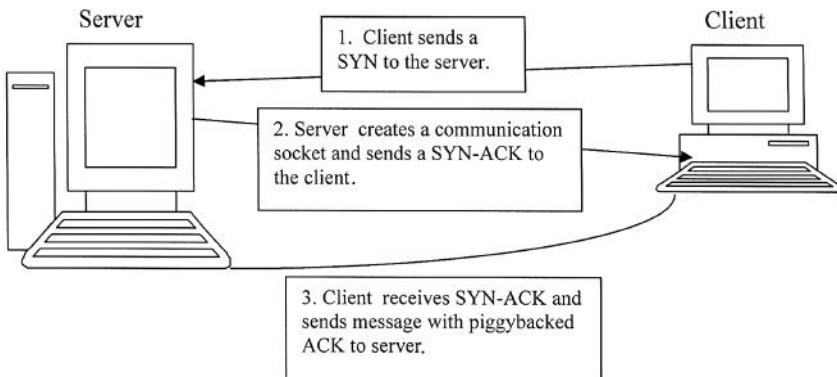 Server
Client
1. Client sends a
SYN to the server.
2. Server creates a communication
socket and sends a SYN-ACK to
the client.
3. Client receives SYN-ACK and
sends message with piggybacked
ACK to server.